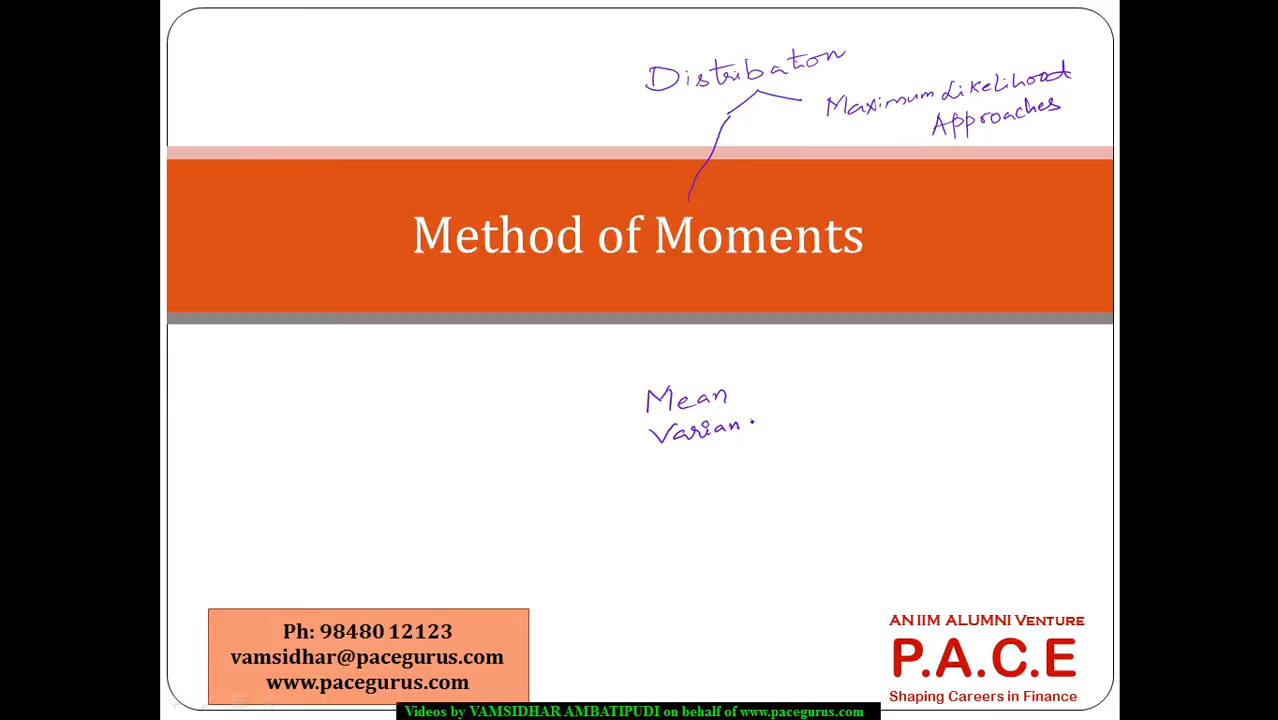 Distribation
Maximum Likelihood
Approaches
Method of Moments
Mean
Varian
Ph: 98480 12123
vamsidhar@pacegurus.com
www.pacegurus.com
AN IIM ALUMNI VENTURE
P.A.C.E
Shaping Careers in Finance
Videos by VAMSIDHAR AMBATIPUDI on behalf of www.pacegurus.com